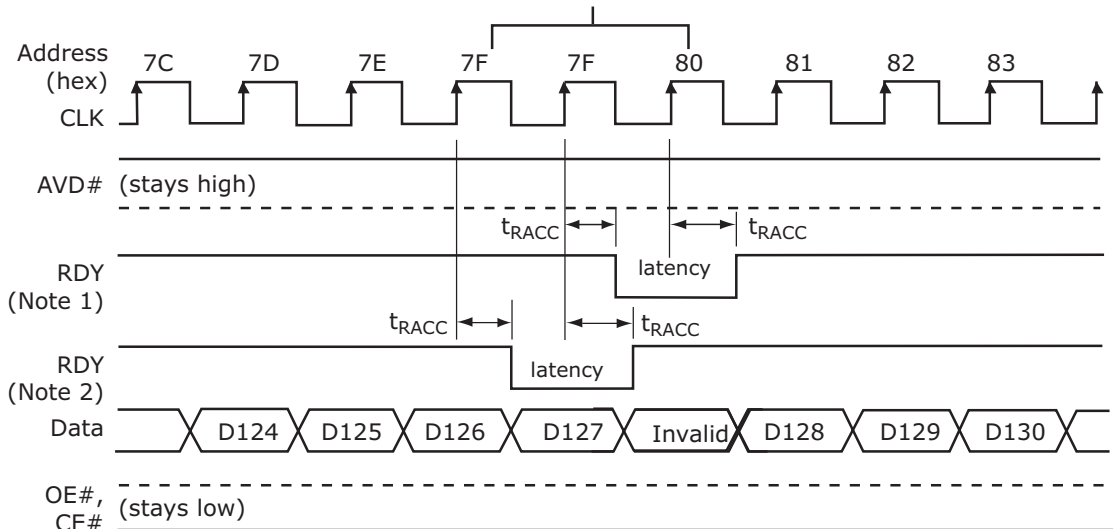 Address
(hex)
7C 7D 7E 7F 7F 80 81 82 83
CLK
AVD# (stays high)
tRACC tRACC
RDY
(Note 1)
latency
tRACC tRACC
RDY
(Note 2)
latency
Data D124 D125 D126 D127 Invalid D128 D129 D130
OE#,
CE#
(stays low)